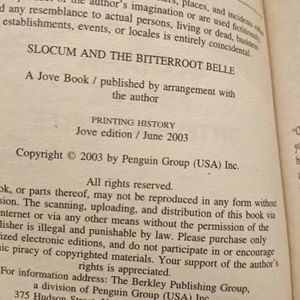 product of the author's imagination or are used fictitiously,
d any resemblance to actual persons, living or dead, business
establishments, events, or locales is entirely coincidental.
SLOCUM AND THE BITTERROOT BELLE
A Jove Book / published by arrangement with
the author
PRINTING HISTORY
Jove edition / June 2003
Copyright © 2003 by Penguin Group (USA) Inc.
All rights reserved.
ook, or parts thereof, may not be reproduced in any form without
sion. The scanning, uploading, and distribution of this book via
nternet or via any other means without the permission of the
lisher is illegal and punishable by law. Please purchase only
ized electronic editions, and do not participate in or encourage
nic piracy of copyrighted materials. Your support of the author's
rights is appreciated.
For information address: The Berkley Publishing Group,
a division of Penguin Group (USA) Inc.
375 Hudson